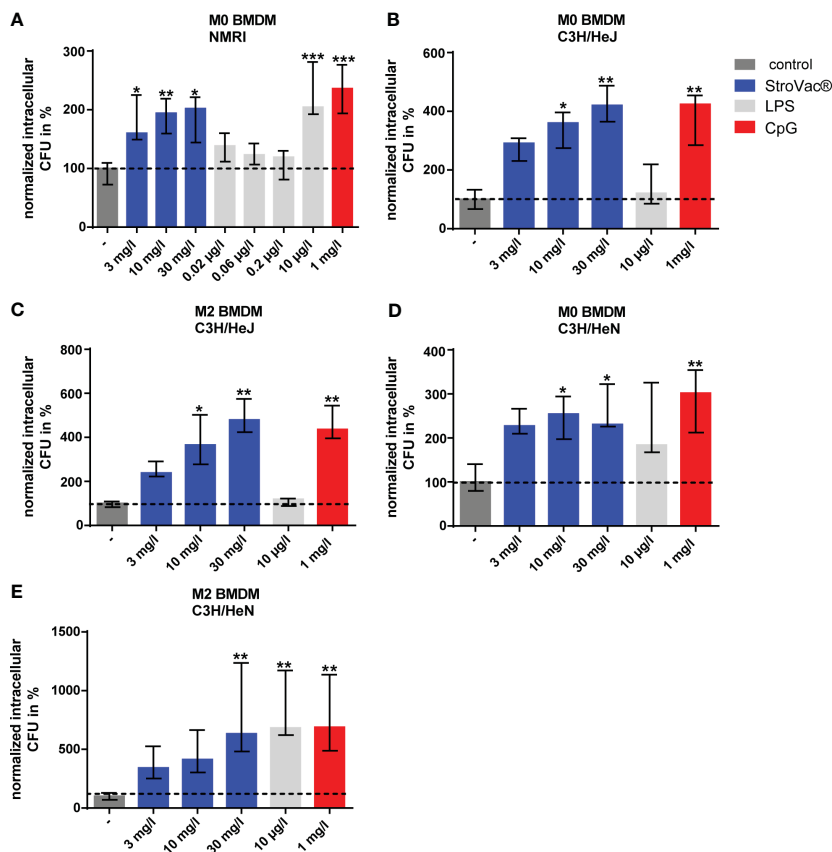 A
M0 BMDM
NMRI
normalized intracellular
CFU in %
300
200
100
0
*
**
*
***
***
-
3 mg/l
10 mg/l
30 mg/l
0.02 µg/l
0.06 µg/l
0.2 µg/l
10 µg/l
1 mg/l
B
M0 BMDM
C3H/HeJ
normalized intracellular
CFU in %
600
400
200
0
*
**
**
-
3 mg/l
10 mg/l
30 mg/l
10 µg/l
1mg/l
control
StroVac®
LPS
CpG
C
M2 BMDM
C3H/HeJ
normalized intracellular
CFU in %
800
600
400
200
0
*
**
**
-
3 mg/l
10 mg/l
30 mg/l
10 µg/l
1 mg/l
D
M0 BMDM
C3H/HeN
normalized intracellular
CFU in %
400
300
200
100
0
*
*
**
-
3 mg/l
10 mg/l
30 mg/l
10 µg/l
1 mg/l
E
M2 BMDM
C3H/HeN
normalized intracellular
CFU in %
1500
1000
500
0
**
**
**
-
3 mg/l
10 mg/l
30 mg/l
10 µg/l
1 mg/l